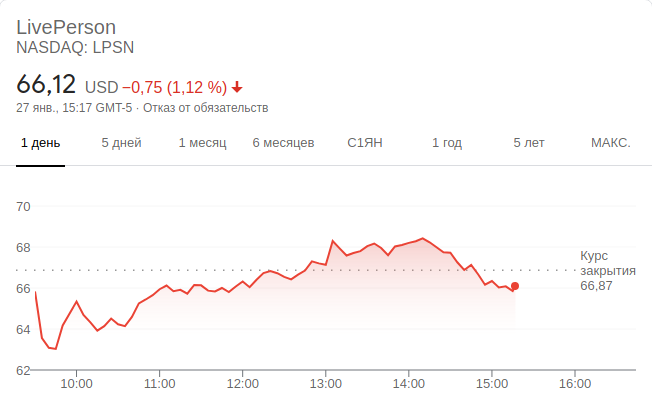 LivePerson
NASDAQ: LPSN
66,12 USD −0,75 (1,12 %)
27 янв., 15:17 GMT-5 · Отказ от обязательств
1 день 5 дней 1 месяц 6 месяцев С1ЯН 1 год 5 лет МАКС.
70
68
Курс
закрытия
66,87
66
64
62
10:00 11:00 12:00 13:00 14:00 15:00 16:00